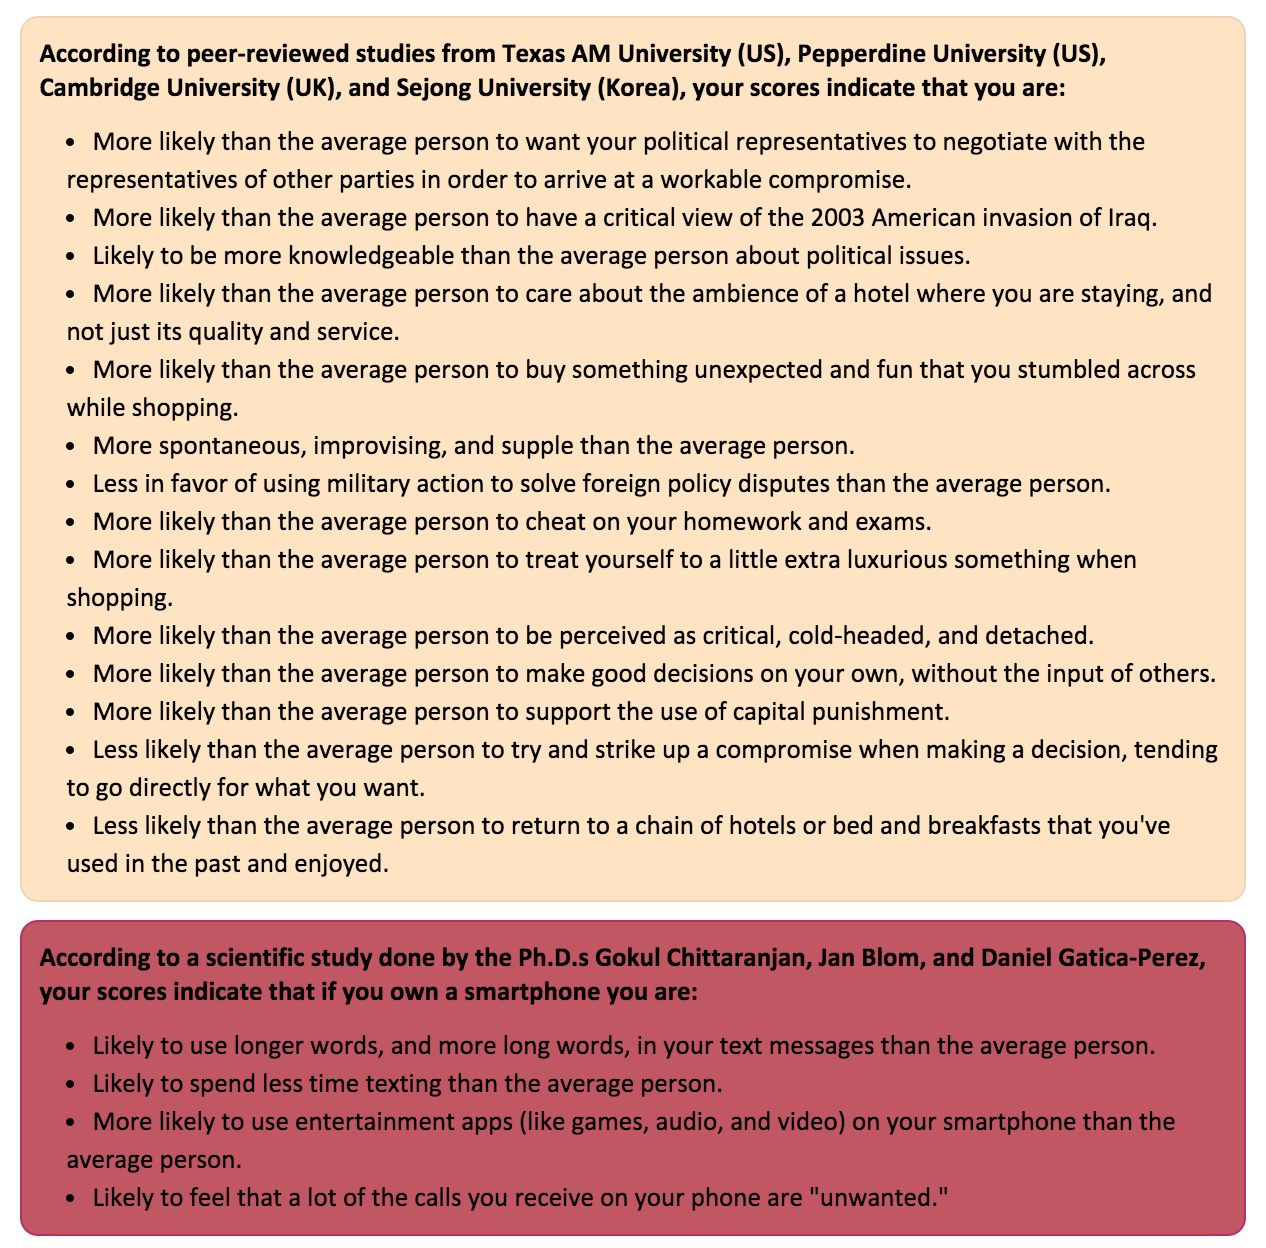 According to peer-reviewed studies from Texas AM University (US), Pepperdine University (US),
Cambridge University (UK), and Sejong University (Korea), your scores indicate that you are:
• More likely than the average person to want your political representatives to negotiate with the
representatives of other parties in order to arrive at a workable compromise.
• More likely than the average person to have a critical view of the 2003 American invasion of Iraq.
• Likely to be more knowledgeable than the average person about political issues.
• More likely than the average person to care about the ambience of a hotel where you are staying, and
not just its quality and service.
• More likely than the average person to buy something unexpected and fun that you stumbled across
while shopping.
• More spontaneous, improvising, and supple than the average person.
• Less in favor of using military action to solve foreign policy disputes than the average person.
• More likely than the average person to cheat on your homework and exams.
• More likely than the average person to treat yourself to a little extra luxurious something when
shopping.
• More likely than the average person to be perceived as critical, cold-headed, and detached.
• More likely than the average person to make good decisions on your own, without the input of others.
• More likely than the average person to support the use of capital punishment.
• Less likely than the average person to try and strike up a compromise when making a decision, tending
to go directly for what you want.
• Less likely than the average person to return to a chain of hotels or bed and breakfasts that you've
used in the past and enjoyed.
According to a scientific study done by the Ph.D.s Gokul Chittaranjan, Jan Blom, and Daniel Gatica-Perez,
your scores indicate that if you own a smartphone you are:
• Likely to use longer words, and more long words, in your text messages than the average person.
• Likely to spend less time texting than the average person.
• More likely to use entertainment apps (like games, audio, and video) on your smartphone than the
average person.
• Likely to feel that a lot of the calls you receive on your phone are "unwanted."